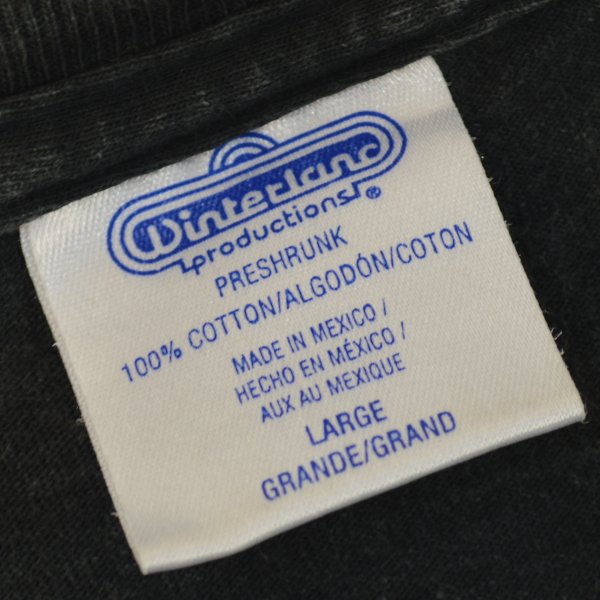 Winterland
productions®
PRESHRUNK
100% COTTON/ALGODÓN/COTON
MADE IN MEXICO /
HECHO EN MÉXICO /
AUX AU MEXIQUE
LARGE
GRANDE/GRAND